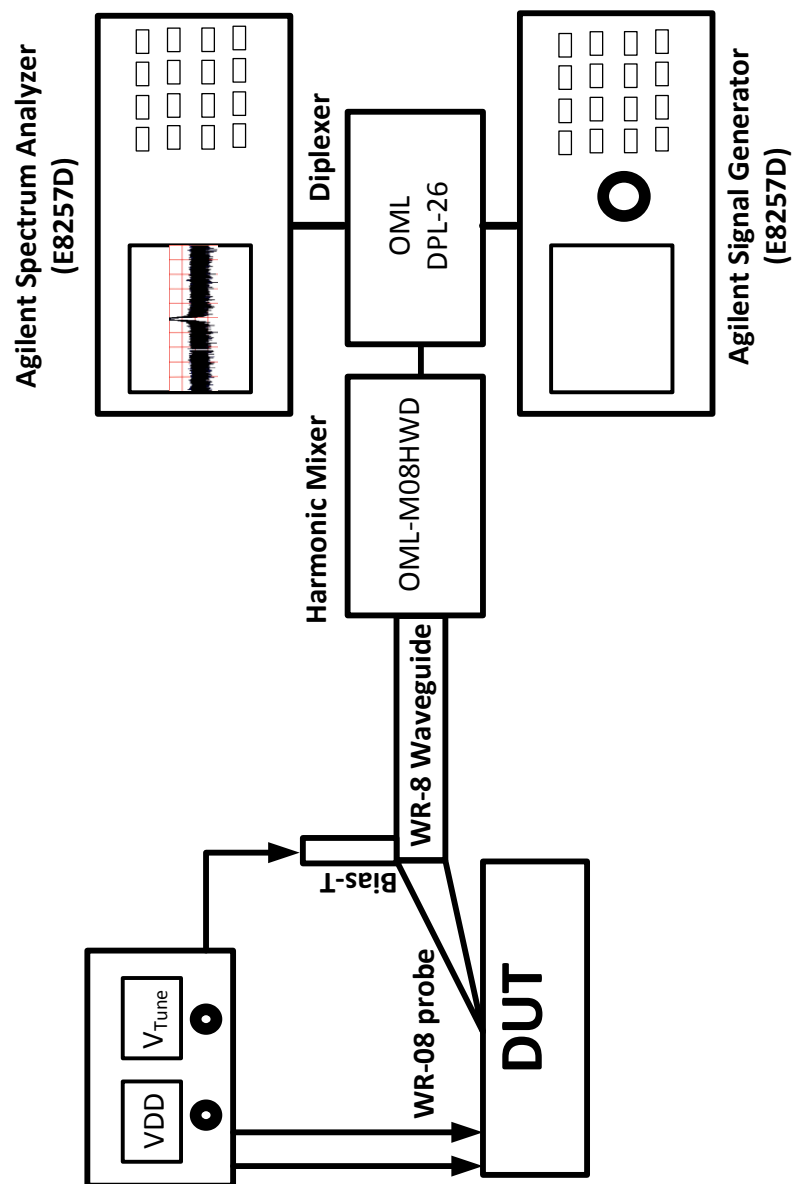 Agilent Spectrum Analyzer
(E8257D)
Diplexer
OML
DPL-26
Agilent Signal Generator
(E8257D)
Harmonic Mixer
OML-M08HWD
WR-8 Waveguide
Bias-T
VDD
VTune
WR-08 probe
DUT